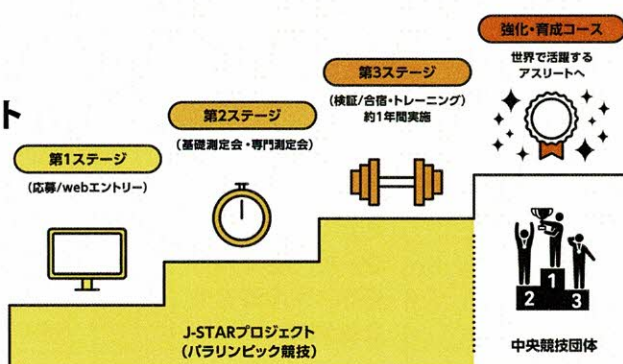 ト
第1ステージ
(応募/webエントリー)
第2ステージ
(基礎測定会・専門測定会)
第3ステージ
(検証/合宿・トレーニング)
約1年間実施
強化・育成コース
世界で活躍する
アスリートへ
J-STARプロジェクト
(パラリンピック競技)
2 1 3
中央競技団体